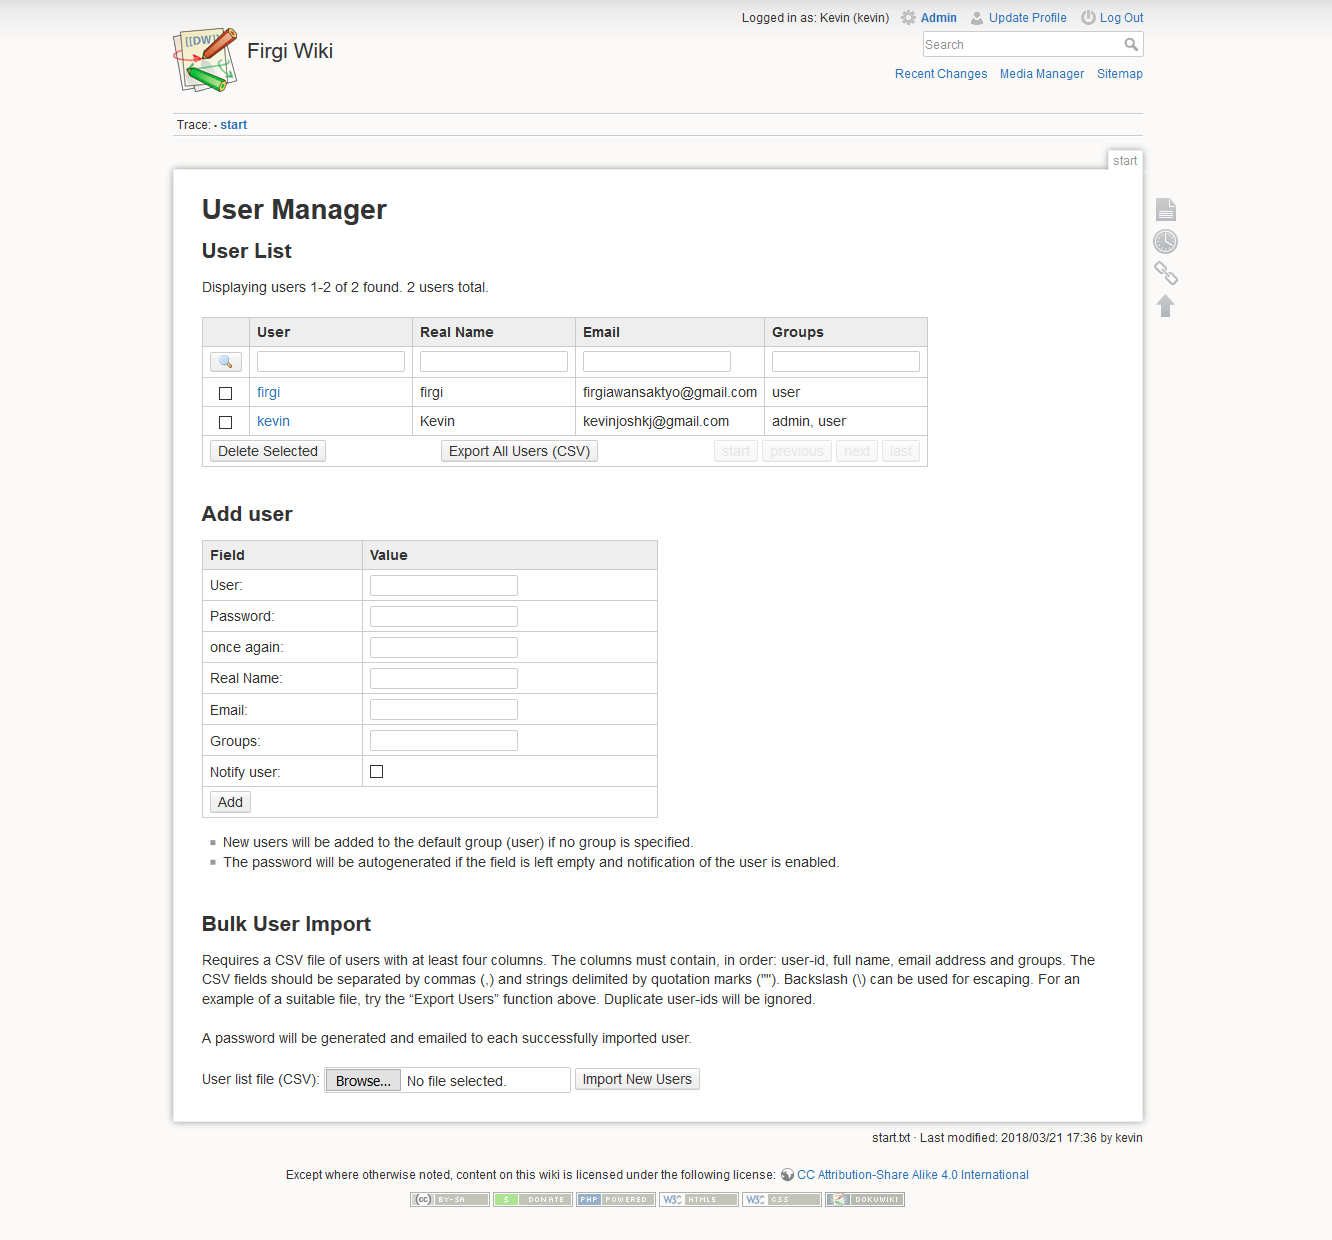 Logged in as: Kevin (kevin) Admin Update Profile Log Out
[[DW]]
Firgi Wiki
Search
Recent Changes Media Manager Sitemap
Trace: • start
start
User Manager
User List
Displaying users 1-2 of 2 found. 2 users total.
User Real Name Email Groups
firgi firgi firgiawansaktyo@gmail.com user
kevin Kevin kevinjoshkj@gmail.com admin, user
Delete Selected Export All Users (CSV) start previous next last
Add user
Field Value
User:
Password:
once again:
Real Name:
Email:
Groups:
Notify user:
Add
New users will be added to the default group (user) if no group is specified.
The password will be autogenerated if the field is left empty and notification of the user is enabled.
Bulk User Import
Requires a CSV file of users with at least four columns. The columns must contain, in order: user-id, full name, email address and groups. The
CSV fields should be separated by commas (,) and strings delimited by quotation marks (""). Backslash (\) can be used for escaping. For an
example of a suitable file, try the “Export Users” function above. Duplicate user-ids will be ignored.
A password will be generated and emailed to each successfully imported user.
User list file (CSV): Browse... No file selected. Import New Users
start.txt · Last modified: 2018/03/21 17:36 by kevin
Except where otherwise noted, content on this wiki is licensed under the following license: CC Attribution-Share Alike 4.0 International
(cc) BY-SA $ DONATE PHP POWERED W3C HTML5 W3C CSS DOKUWIKI